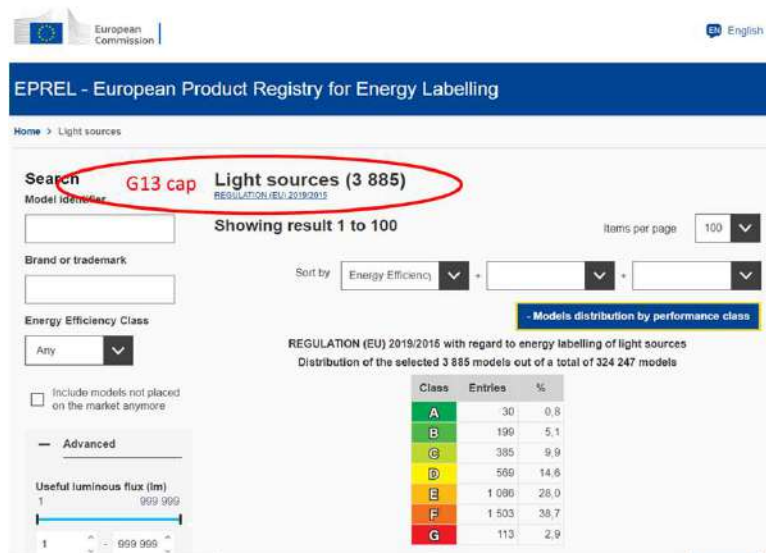 European
Commission
EN English
EPREL - European Product Registry for Energy Labelling
Home > Light sources
Search
G13 cap
Light sources (3 885)
REGULATION (EU) 2019/2015
Model identifier
Showing result 1 to 100
Items per page 100
Brand or trademark
Sort by Energy Efficiency + +
Energy Efficiency Class
- Models distribution by performance class
Any
REGULATION (EU) 2019/2015 with regard to energy labelling of light sources
Distribution of the selected 3 885 models out of a total of 324 247 models
Include models not placed
on the market anymore
Class Entries %
A 30 0,8
B 199 5,1
C 385 9,9
D 569 14,6
E 1 086 28,0
F 1 503 38,7
G 113 2,9
— Advanced
Useful luminous flux (lm)
1 999 999
1 - 999 999